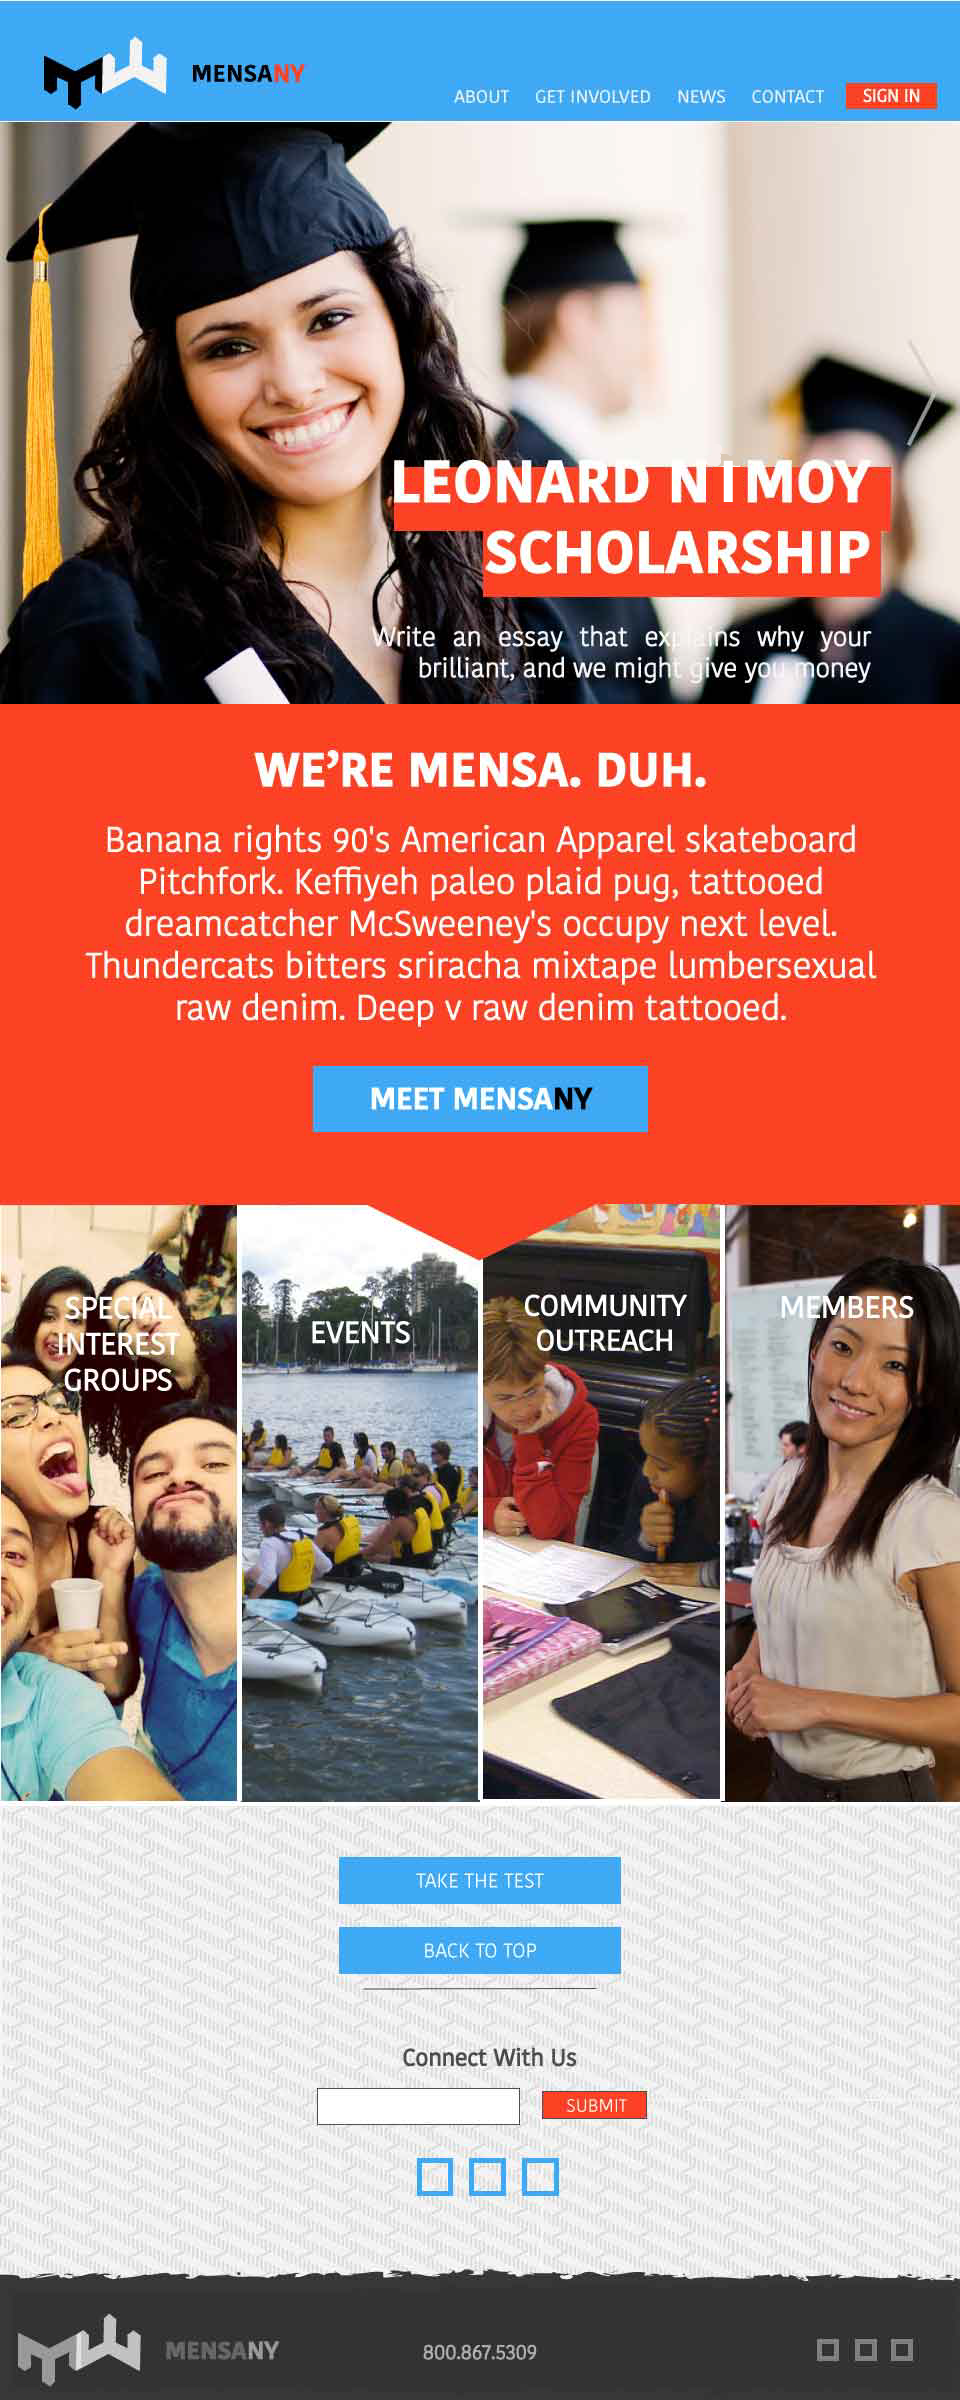 MENSANY
ABOUT GET INVOLVED NEWS CONTACT SIGN IN
LEONARD NIMOY
SCHOLARSHIP
Write an essay that explains why your
brilliant, and we might give you money
WE'RE MENSA. DUH.
Banana rights 90's American Apparel skateboard
Pitchfork. Keffiyeh paleo plaid pug, tattooed
dreamcatcher McSweeney's occupy next level.
Thundercats bitters sriracha mixtape lumbersexual
raw denim. Deep v raw denim tattooed.
MEET MENSANY
SPECIAL
INTEREST
GROUPS
EVENTS
COMMUNITY
OUTREACH
MEMBERS
TAKE THE TEST
BACK TO TOP
Connect With Us
SUBMIT
MENSANY
800.867.5309